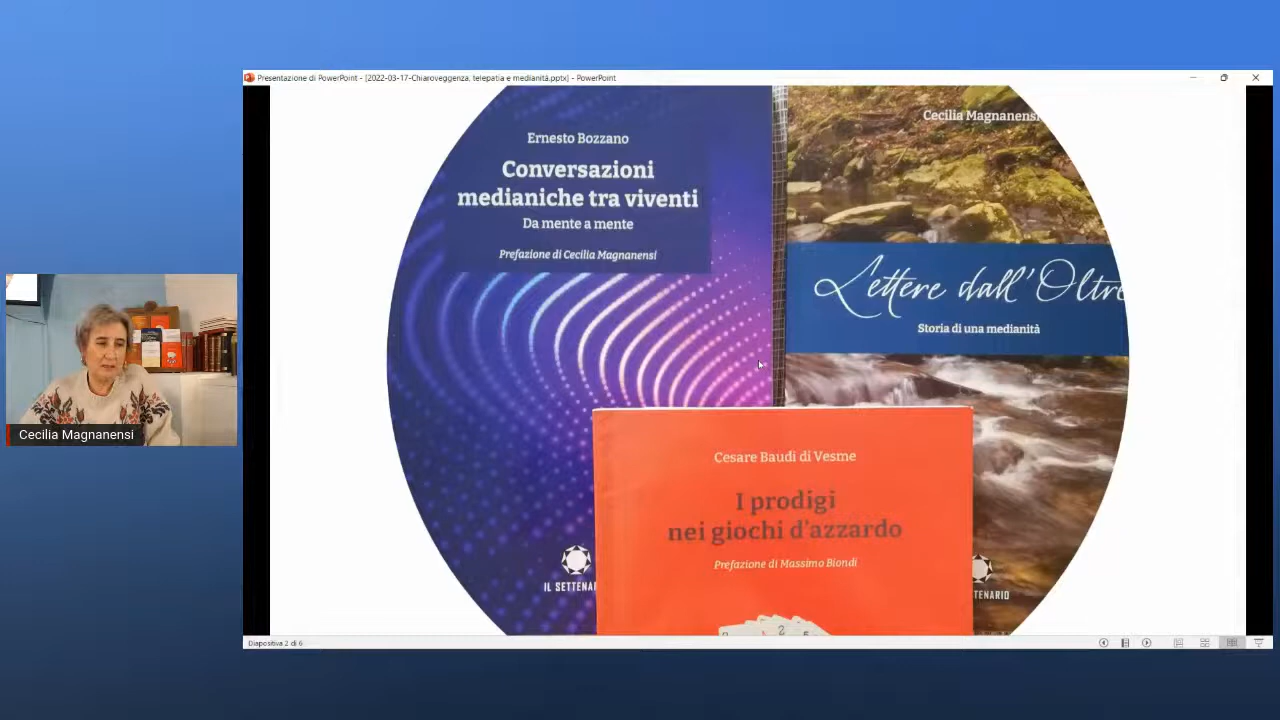 Presentazione di PowerPoint - [2022-03-17-Chiaroveggenza, telepatia e medianità.pptx] - PowerPoint
Ernesto Bozzano
Conversazioni
medianiche tra viventi
Da mente a mente
Prefazione di Cecilia Magnanensi
IL SETTENAR
Cecilia Magnanensi
Lettere dall'Oltre
Storia di una medianità
TENARIO
Cesare Baudi di Vesme
I prodigi
nei giochi d'azzardo
Prefazione di Massimo Biondi
Cecilia Magnanensi
Diapositiva 2 di 6